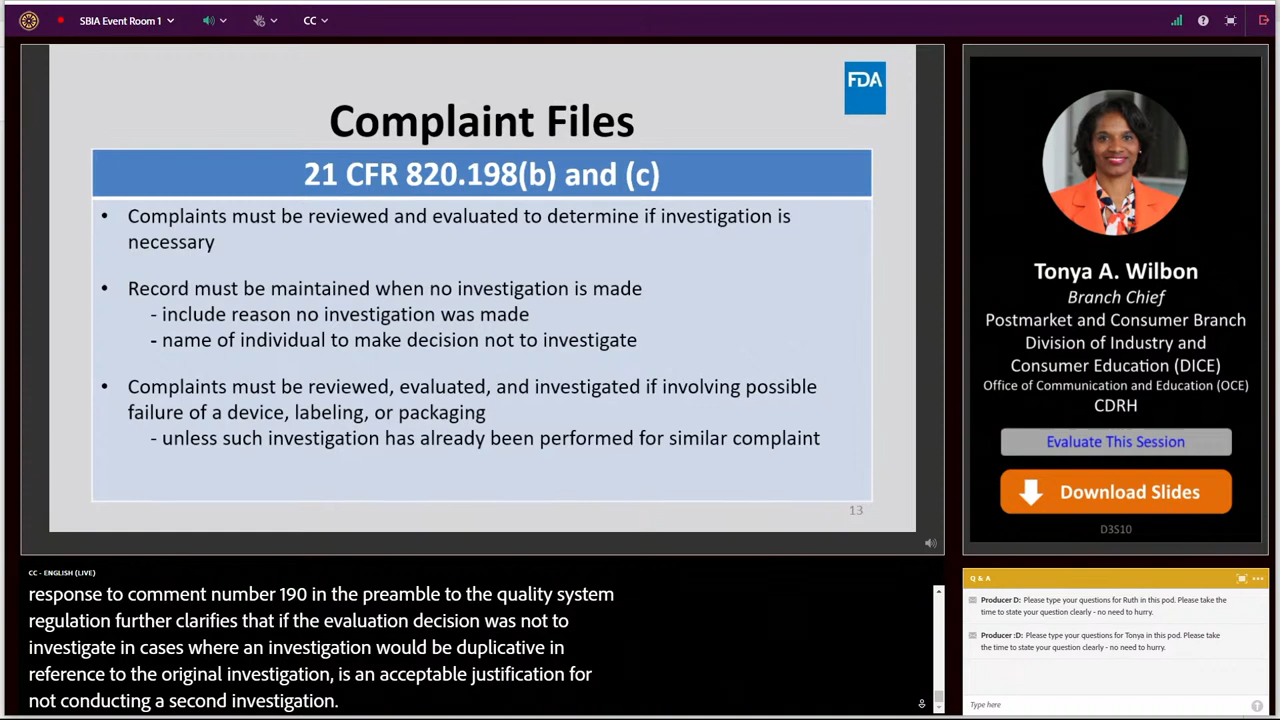 SBIA Event Room 1
CC
FDA
Complaint Files
21 CFR 820.198(b) and (c)
• Complaints must be reviewed and evaluated to determine if investigation is
necessary
• Record must be maintained when no investigation is made
- include reason no investigation was made
- name of individual to make decision not to investigate
• Complaints must be reviewed, evaluated, and investigated if involving possible
failure of a device, labeling, or packaging
- unless such investigation has already been performed for similar complaint
13
Tonya A. Wilbon
Branch Chief
Postmarket and Consumer Branch
Division of Industry and
Consumer Education (DICE)
Office of Communication and Education (OCE)
CDRH
Evaluate This Session
Download Slides
D3S10
CC - ENGLISH (LIVE)
response to comment number 190 in the preamble to the quality system
regulation further clarifies that if the evaluation decision was not to
investigate in cases where an investigation would be duplicative in
reference to the original investigation, is an acceptable justification for
not conducting a second investigation.
Q & A
Producer D: Please type your questions for Ruth in this pod. Please take the
time to state your question clearly - no need to hurry.
Producer :D: Please type your questions for Tonya in this pod. Please take
the time to state your question clearly - no need to hurry.
Type here